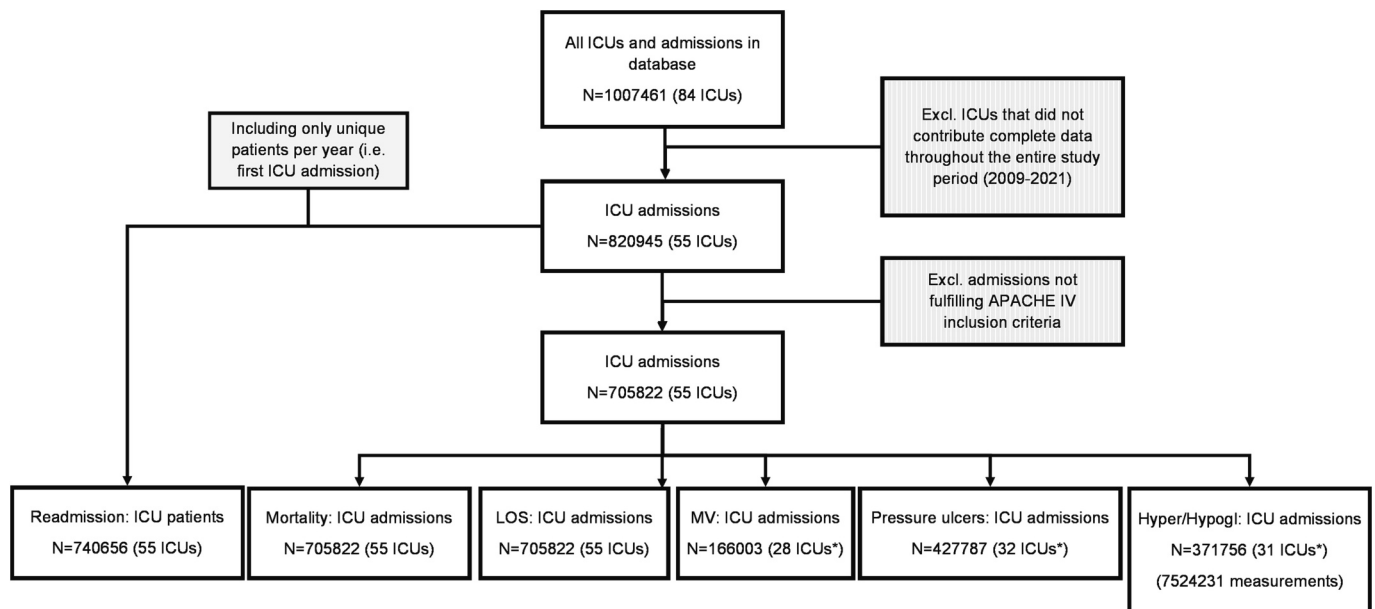 All ICUs and admissions in
database
N=1007461 (84 ICUs)
Including only unique
patients per year (i.e.
first ICU admission)
Excl. ICUs that did not
contribute complete data
throughout the entire study
period (2009-2021)
ICU admissions
N=820945 (55 ICUs)
Excl. admissions not
fulfilling APACHE IV
inclusion criteria
ICU admissions
N=705822 (55 ICUs)
Readmission: ICU patients
N=740656 (55 ICUs)
Mortality: ICU admissions
N=705822 (55 ICUs)
LOS: ICU admissions
N=705822 (55 ICUs)
MV: ICU admissions
N=166003 (28 ICUs*)
Pressure ulcers: ICU admissions
N=427787 (32 ICUs*)
Hyper/Hypogl: ICU admissions
N=371756 (31 ICUs*)
(7524231 measurements)